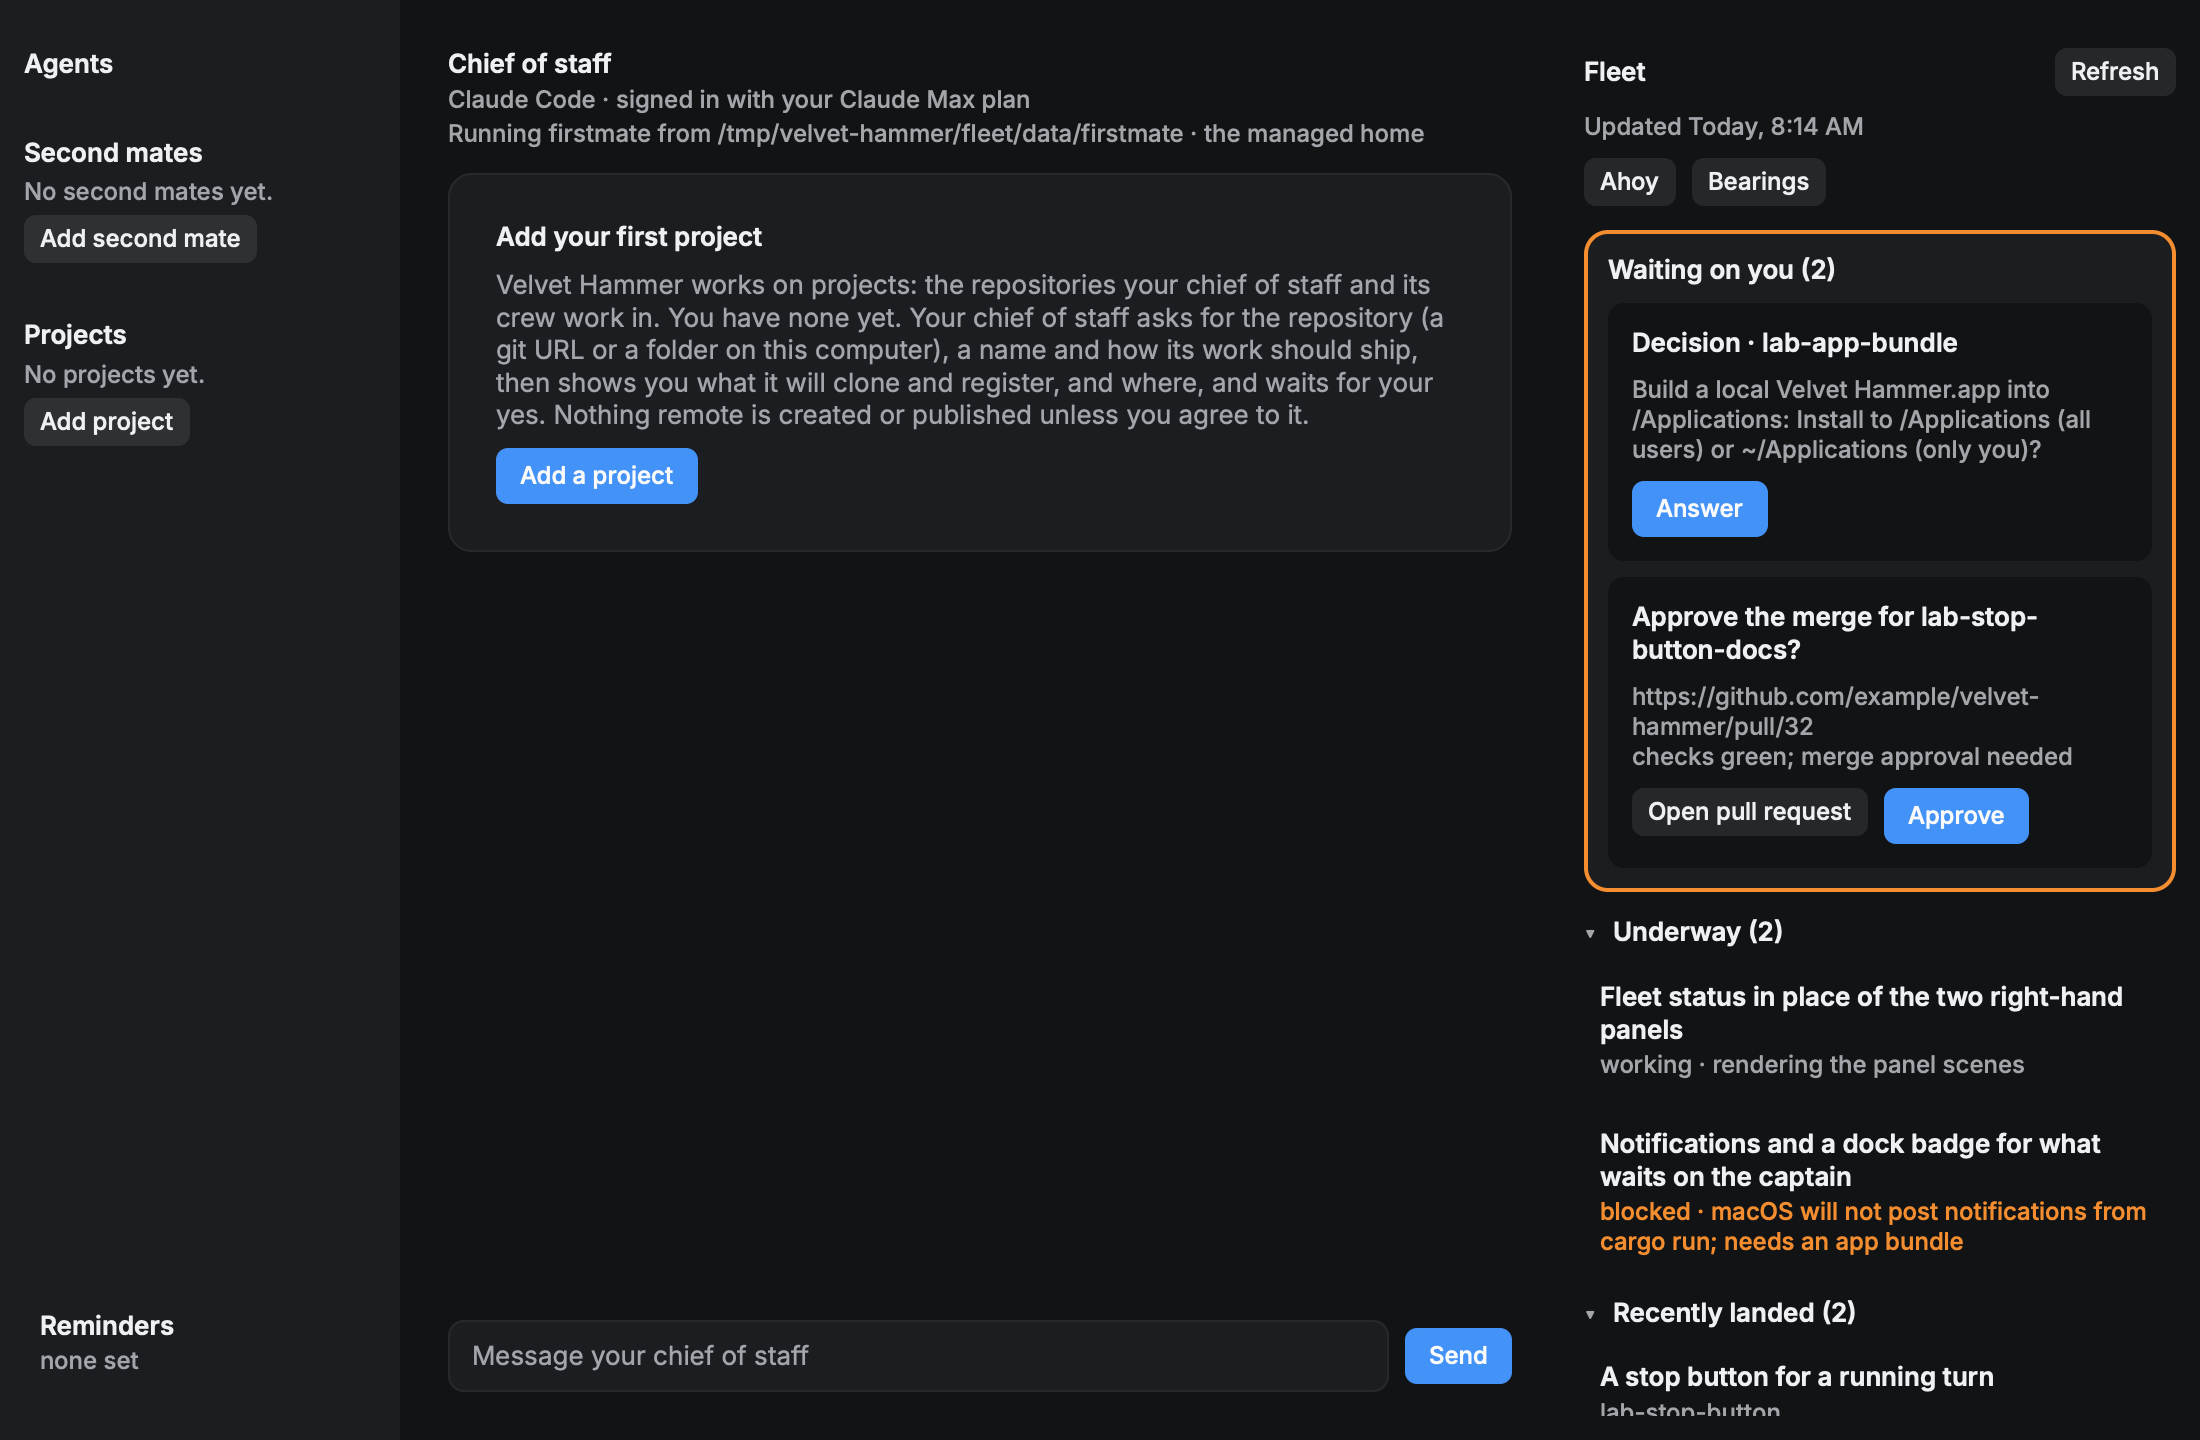 Agents
Second mates
No second mates yet.
Add second mate
Projects
No projects yet.
Add project
Reminders
none set
Chief of staff
Claude Code · signed in with your Claude Max plan
Running firstmate from /tmp/velvet-hammer/fleet/data/firstmate · the managed home
Add your first project
Velvet Hammer works on projects: the repositories your chief of staff and its
crew work in. You have none yet. Your chief of staff asks for the repository (a
git URL or a folder on this computer), a name and how its work should ship,
then shows you what it will clone and register, and where, and waits for your
yes. Nothing remote is created or published unless you agree to it.
Add a project
Message your chief of staff
Send
Fleet
Refresh
Updated Today, 8:14 AM
Ahoy
Bearings
Waiting on you (2)
Decision · lab-app-bundle
Build a local Velvet Hammer.app into
/Applications: Install to /Applications (all
users) or ~/Applications (only you)?
Answer
Approve the merge for lab-stop-
button-docs?
https://github.com/example/velvet-
hammer/pull/32
checks green; merge approval needed
Open pull request
Approve
Underway (2)
Fleet status in place of the two right-hand
panels
working · rendering the panel scenes
Notifications and a dock badge for what
waits on the captain
blocked · macOS will not post notifications from
cargo run; needs an app bundle
Recently landed (2)
A stop button for a running turn
lab-stop-button